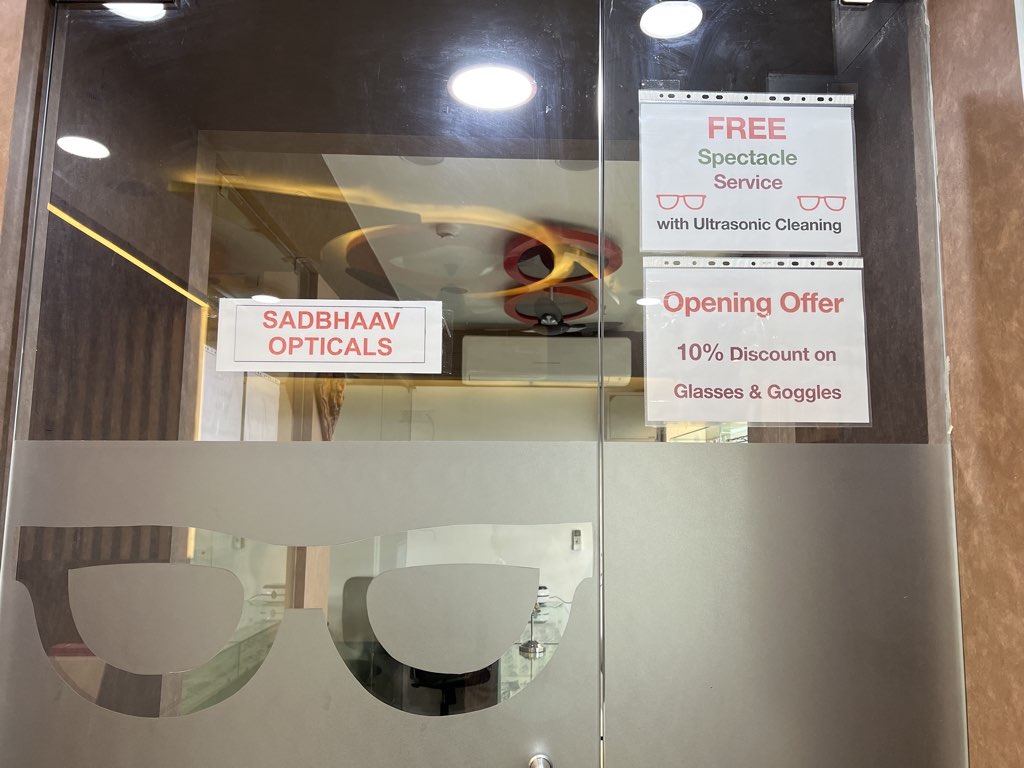 SADBHAAV
OPTICALS
FREE
Spectacle
Service
with Ultrasonic Cleaning
Opening Offer
10% Discount on
Glasses & Goggles